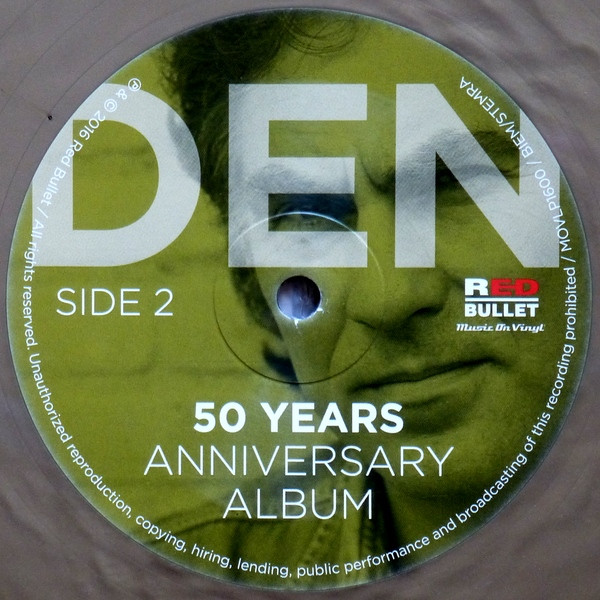 DEN
SIDE 2
RED
BULLET
Music On Vinyl
50 YEARS
ANNIVERSARY
ALBUM
℗ & © 2016 Red Bullet / All rights reserved. Unauthorized reproduction, copying, hiring, lending, public performance and broadcasting of this recording prohibited / MOVLP1600 / BIEM/STEMRA